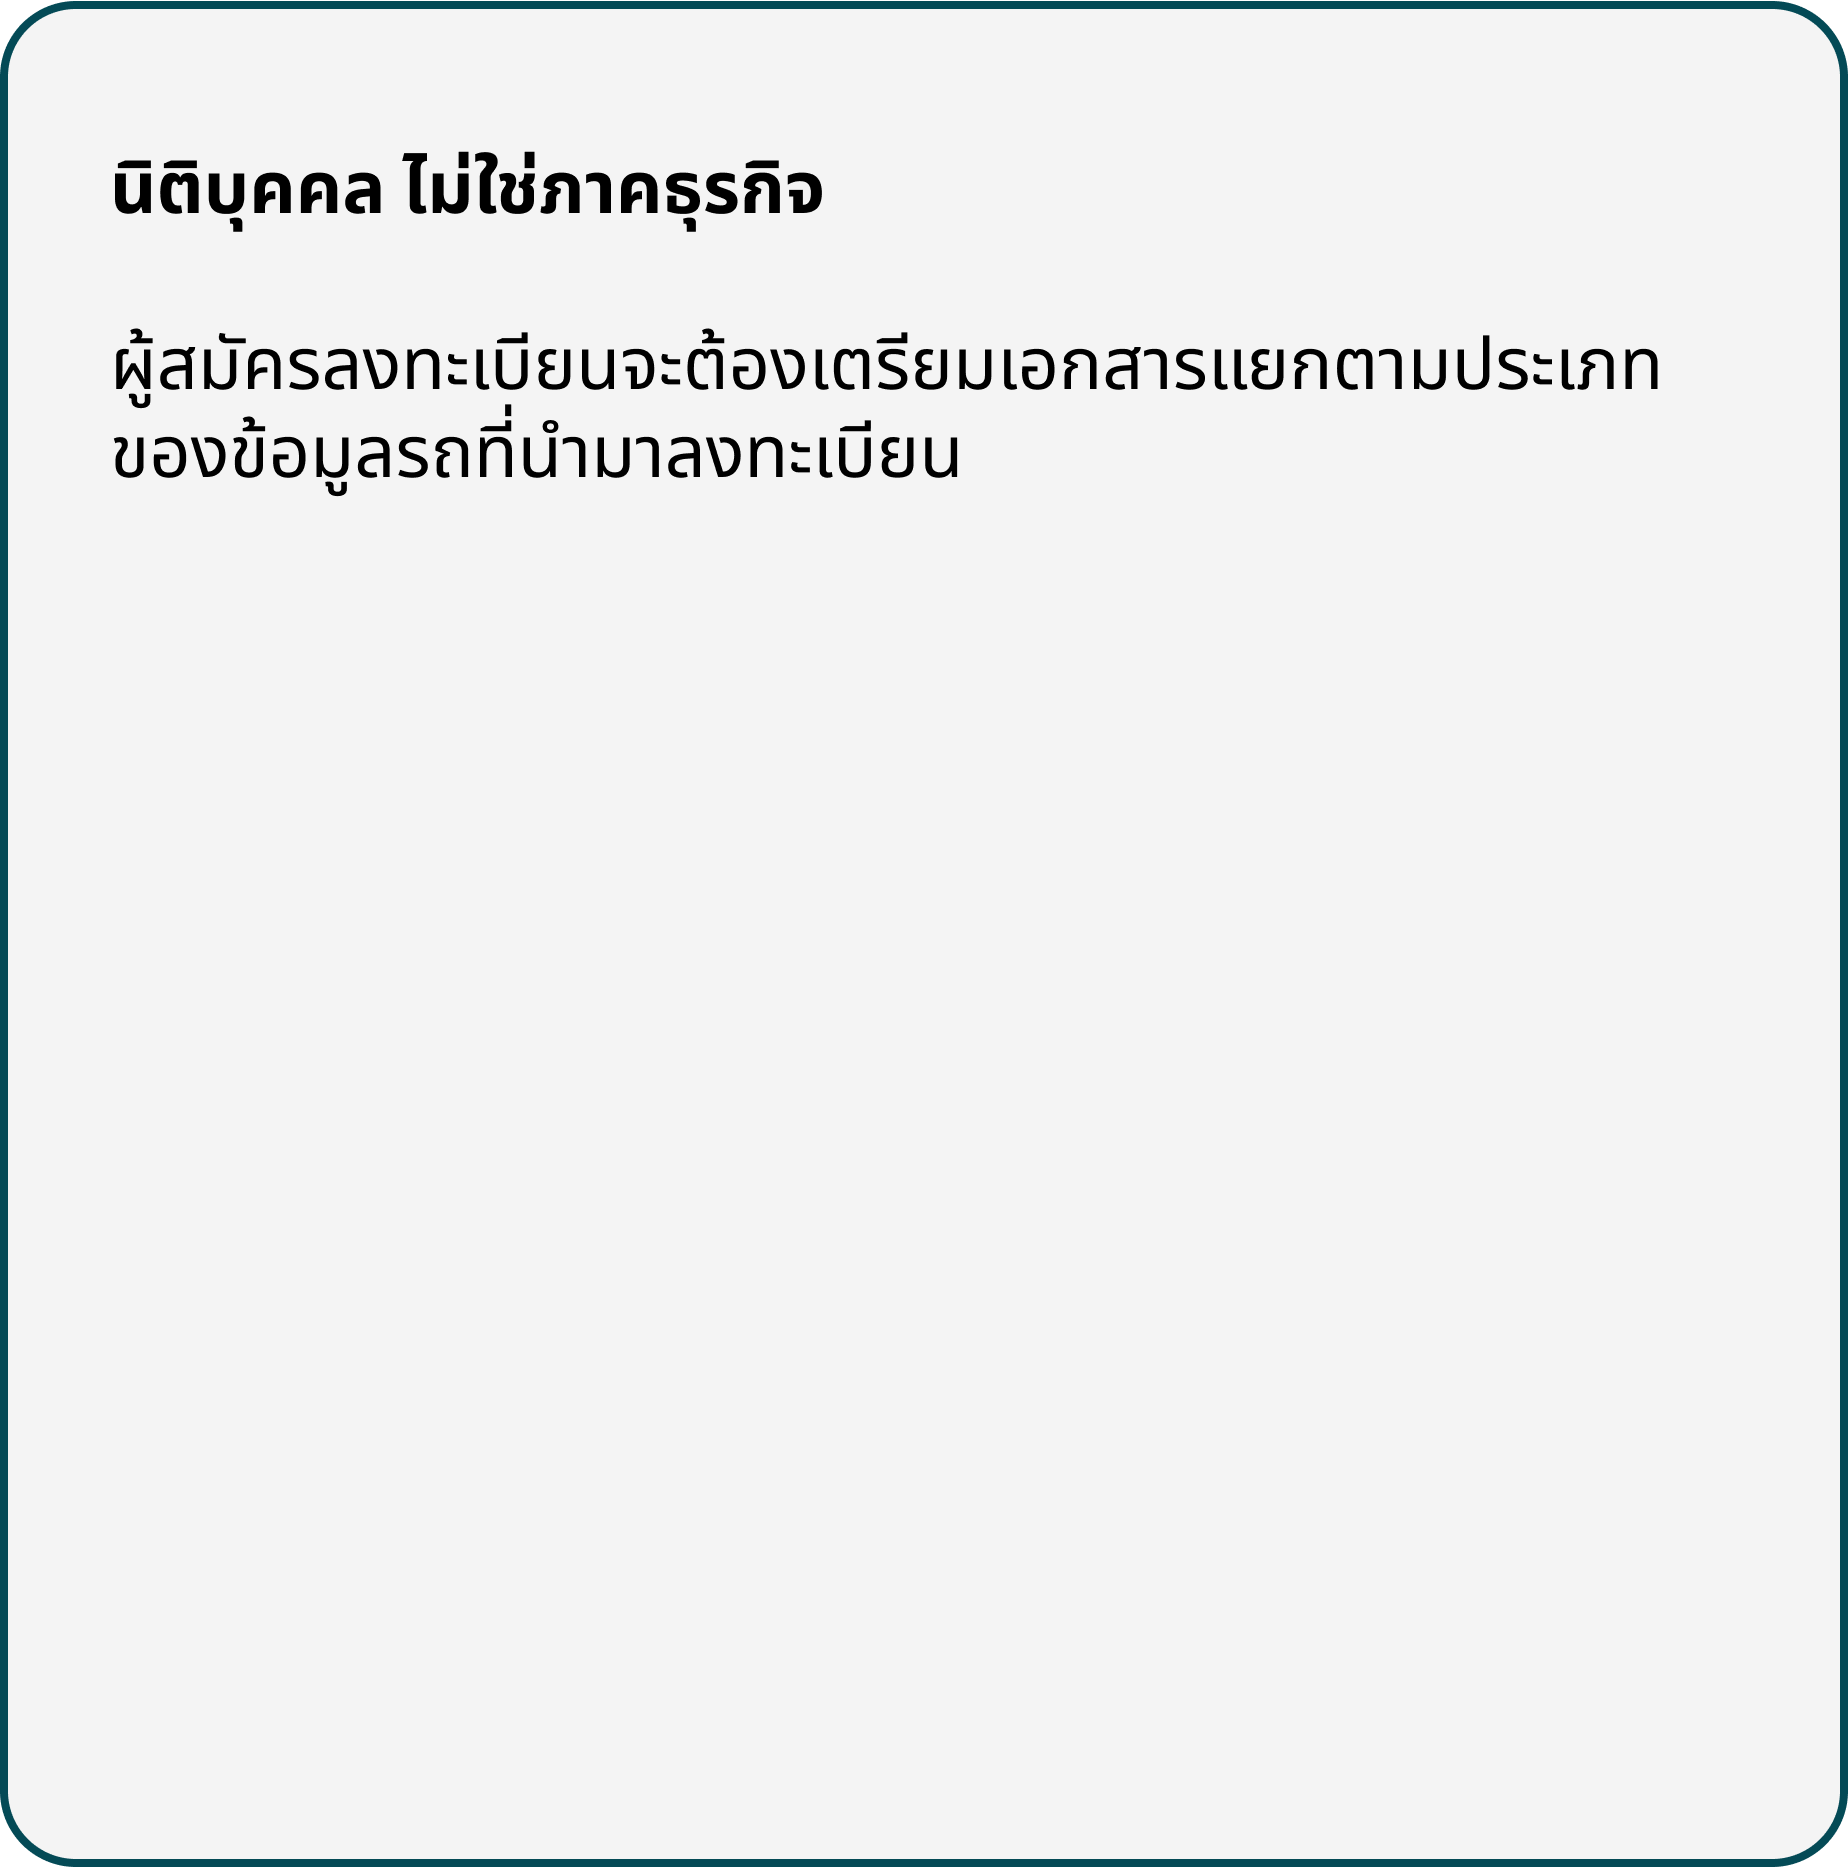 นิติบุคคล ไม่ใช่ภาคธุรกิจ
ผู้สมัครลงทะเบียนจะต้องเตรียมเอกสารแยกตามประเภท
ของข้อมูลรถที่นำมาลงทะเบียน